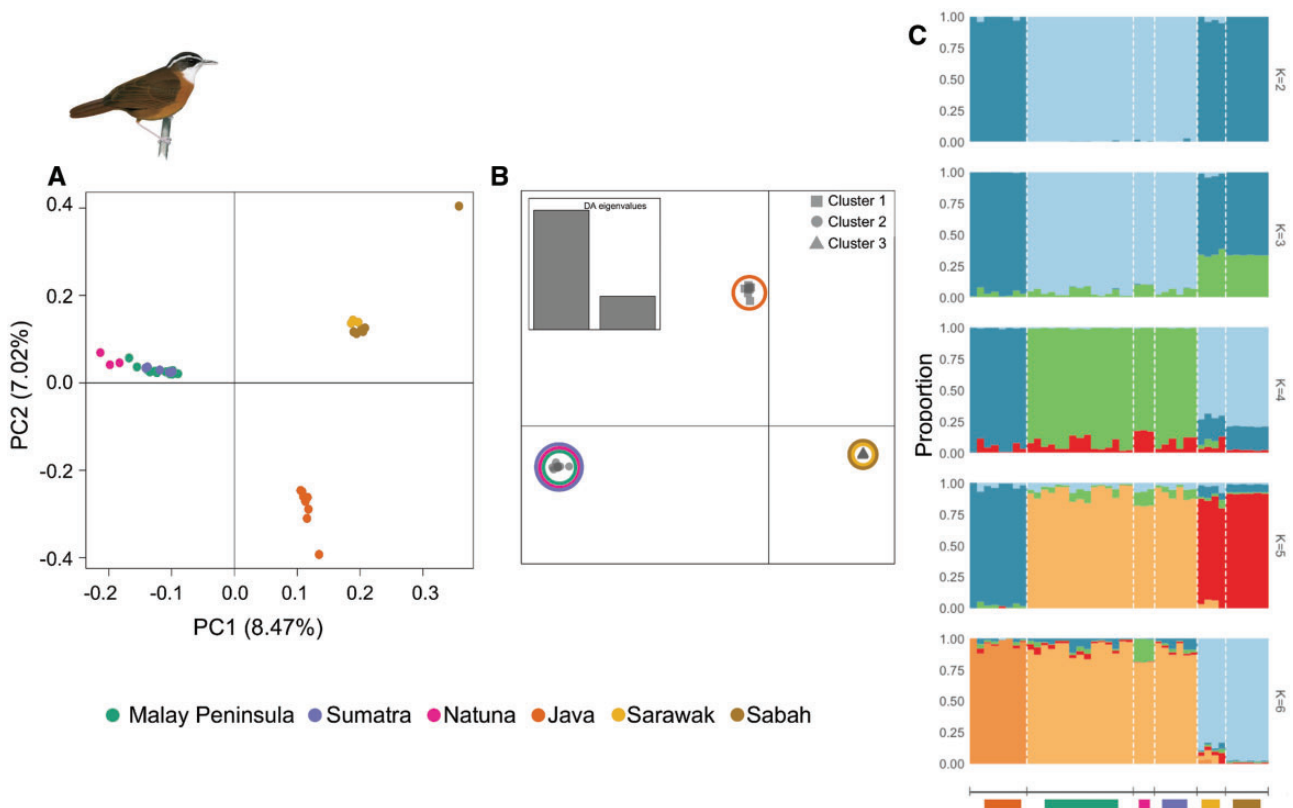 A
0.4
0.2
0.0
-0.2
-0.4
PC2 (7.02%)
-0.2 -0.1 0.0 0.1 0.2 0.3
PC1 (8.47%)
B
DA eigenvalues
Cluster 1
Cluster 2
Cluster 3
Malay Peninsula Sumatra Natuna Java Sarawak Sabah
C
Proportion
1.00
0.75
0.50
0.25
0.00
K=2
1.00
0.75
0.50
0.25
0.00
K=3
1.00
0.75
0.50
0.25
0.00
K=4
1.00
0.75
0.50
0.25
0.00
K=5
1.00
0.75
0.50
0.25
0.00
K=6